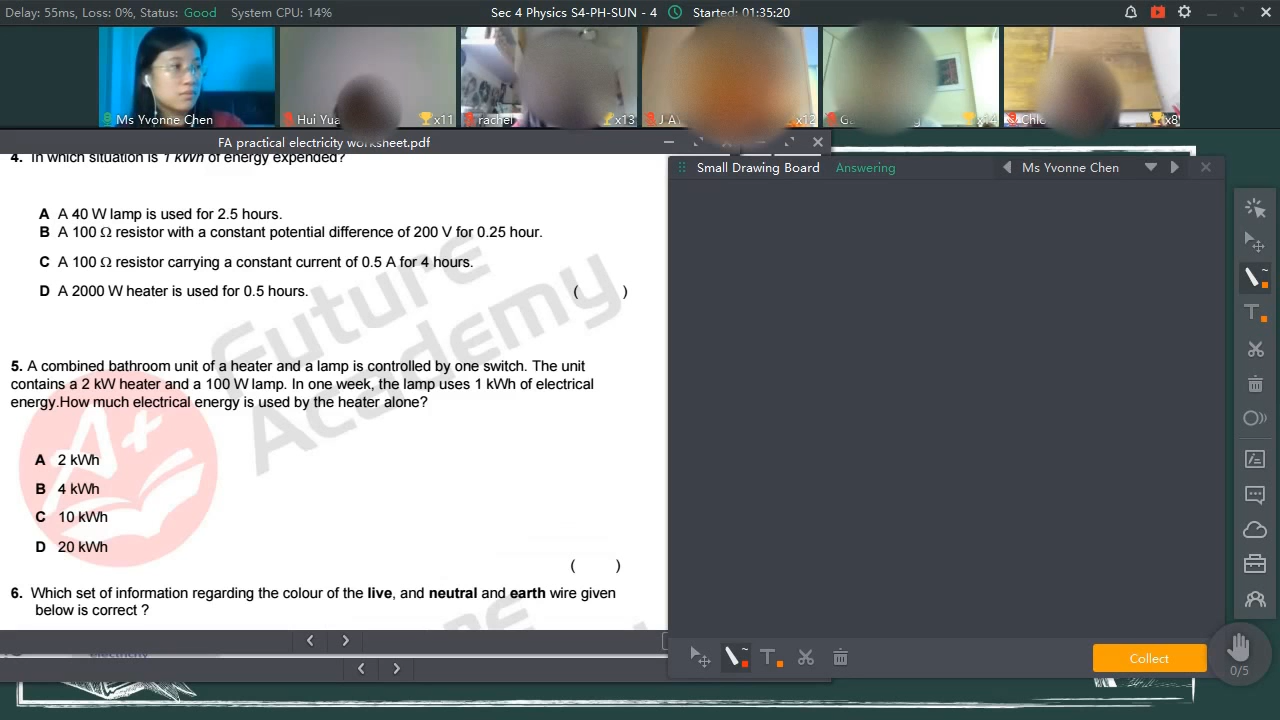 Delay: 55ms, Loss: 0%, Status: Good System CPU: 14% Sec 4 Physics S4-PH-SUN - 4 Started: 01:35:20
Ms Yvonne Chen Hui Yua x11 rachel x13 J A x12 x14 Chl x8
FA practical electricity worksheet.pdf
4. In which situation is 1 kWh of energy expended?
Small Drawing Board Answering Ms Yvonne Chen
A A 40 W lamp is used for 2.5 hours.
B A 100 Ω resistor with a constant potential difference of 200 V for 0.25 hour.
C A 100 Ω resistor carrying a constant current of 0.5 A for 4 hours.
D A 2000 W heater is used for 0.5 hours. ( )
Future
Academy
5. A combined bathroom unit of a heater and a lamp is controlled by one switch. The unit
contains a 2 kW heater and a 100 W lamp. In one week, the lamp uses 1 kWh of electrical
energy.How much electrical energy is used by the heater alone?
A+
A 2 kWh
B 4 kWh
C 10 kWh
D 20 kWh
( )
6. Which set of information regarding the colour of the live, and neutral and earth wire given
below is correct ?
electricity
T
Collect
0/5